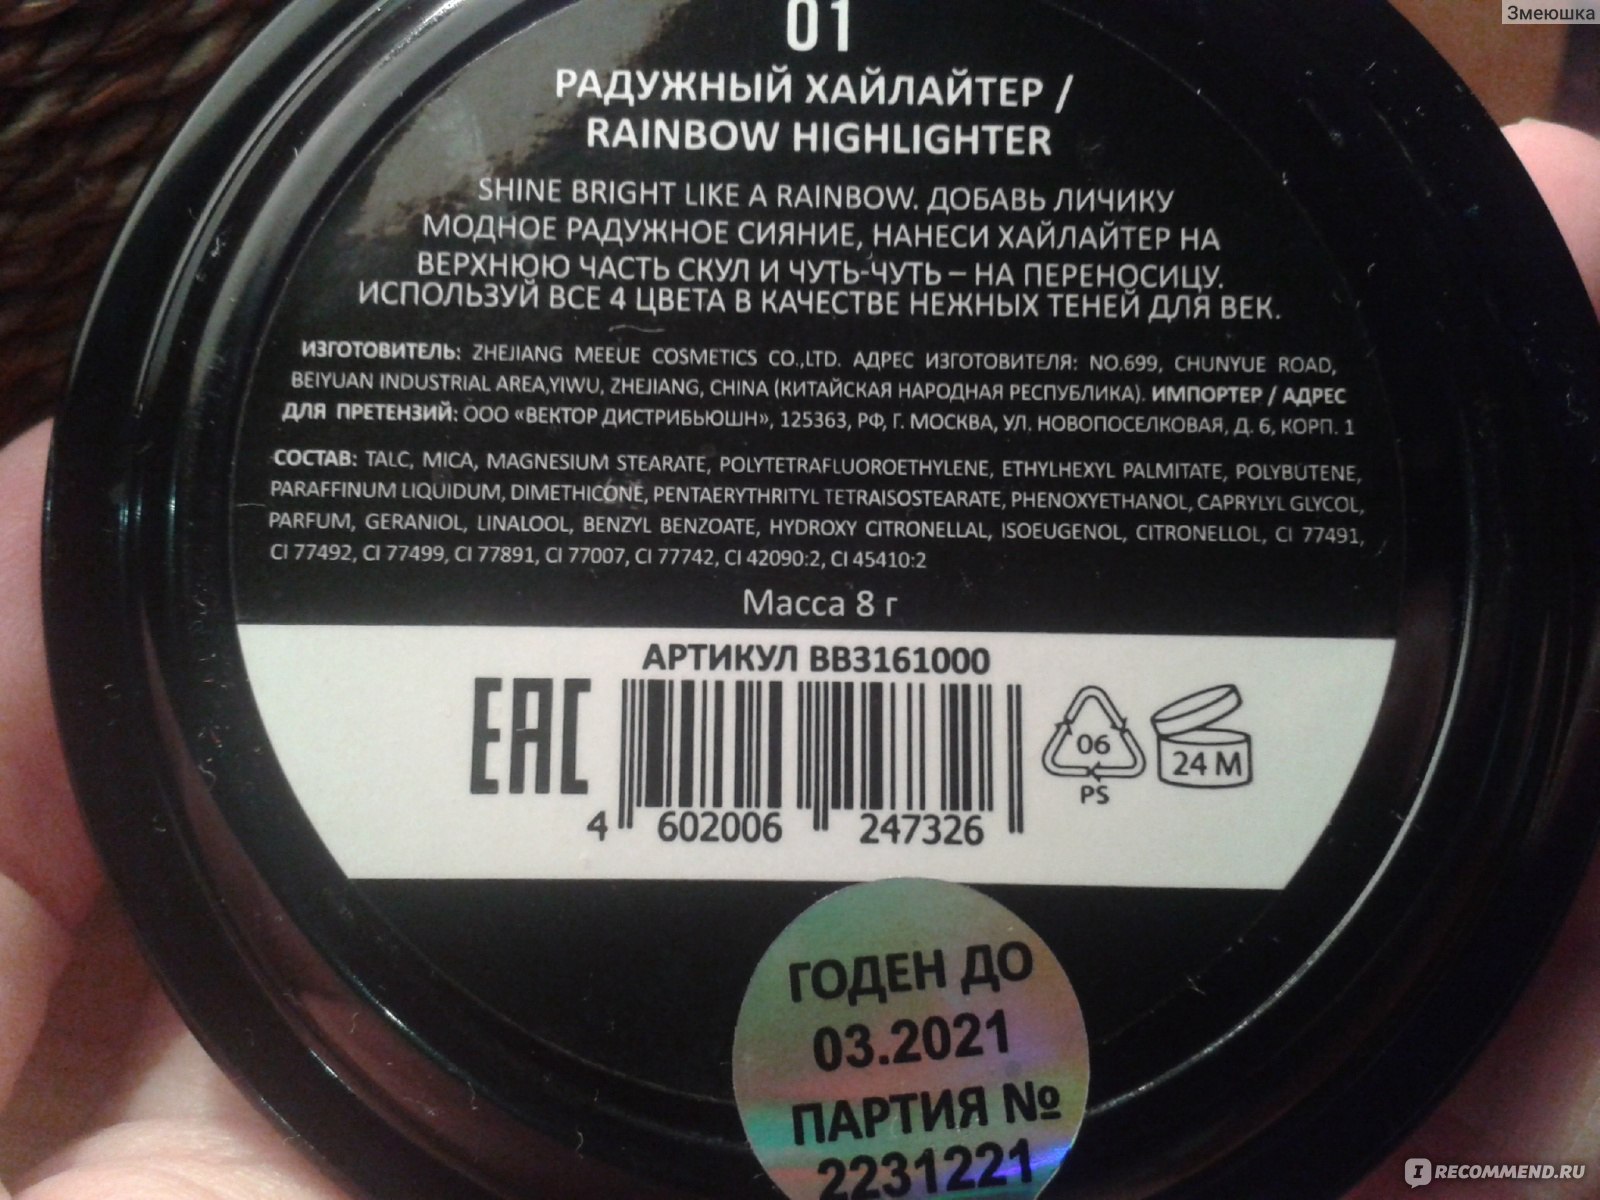 Змеюшка
01
РАДУЖНЫЙ ХАЙЛАЙТЕР /
RAINBOW HIGHLIGHTER
SHINE BRIGHT LIKE A RAINBOW. ДОБАВЬ ЛИЧИКУ
МОДНОЕ РАДУЖНОЕ СИЯНИЕ, НАНЕСИ ХАЙЛАЙТЕР НА
ВЕРХНЮЮ ЧАСТЬ СКУЛ И ЧУТЬ-ЧУТЬ – НА ПЕРЕНОСИЦУ.
ИСПОЛЬЗУЙ ВСЕ 4 ЦВЕТА В КАЧЕСТВЕ НЕЖНЫХ ТЕНЕЙ ДЛЯ ВЕК.
ИЗГОТОВИТЕЛЬ: ZHEJIANG MEEUE COSMETICS CO.,LTD. АДРЕС ИЗГОТОВИТЕЛЯ: NO.699, CHUNYUE ROAD,
BEIYUAN INDUSTRIAL AREA,YIWU, ZHEJIANG, CHINA (КИТАЙСКАЯ НАРОДНАЯ РЕСПУБЛИКА). ИМПОРТЕР / АДРЕС
ДЛЯ ПРЕТЕНЗИЙ: ООО «ВЕКТОР ДИСТРИБЬЮШН», 125363, РФ, Г. МОСКВА, УЛ. НОВОПОСЕЛКОВАЯ, Д. 6, КОРП. 1
СОСТАВ: TALC, MICA, MAGNESIUM STEARATE, POLYTETRAFLUOROETHYLENE, ETHYLHEXYL PALMITATE, POLYBUTENE,
PARAFFINUM LIQUIDUM, DIMETHICONE, PENTAERYTHRITYL TETRAISOSTEARATE, PHENOXYETHANOL, CAPRYLYL GLYCOL,
PARFUM, GERANIOL, LINALOOL, BENZYL BENZOATE, HYDROXY CITRONELLAL, ISOEUGENOL, CITRONELLOL, CI 77491,
CI 77492, CI 77499, CI 77891, CI 77007, CI 77742, CI 42090:2, CI 45410:2
Масса 8 г
АРТИКУЛ BB3161000
EAC
4 602006 247326
06
PS
24 M
ГОДЕН ДО
03.2021
ПАРТИЯ №
2231221
IRECOMMEND.RU